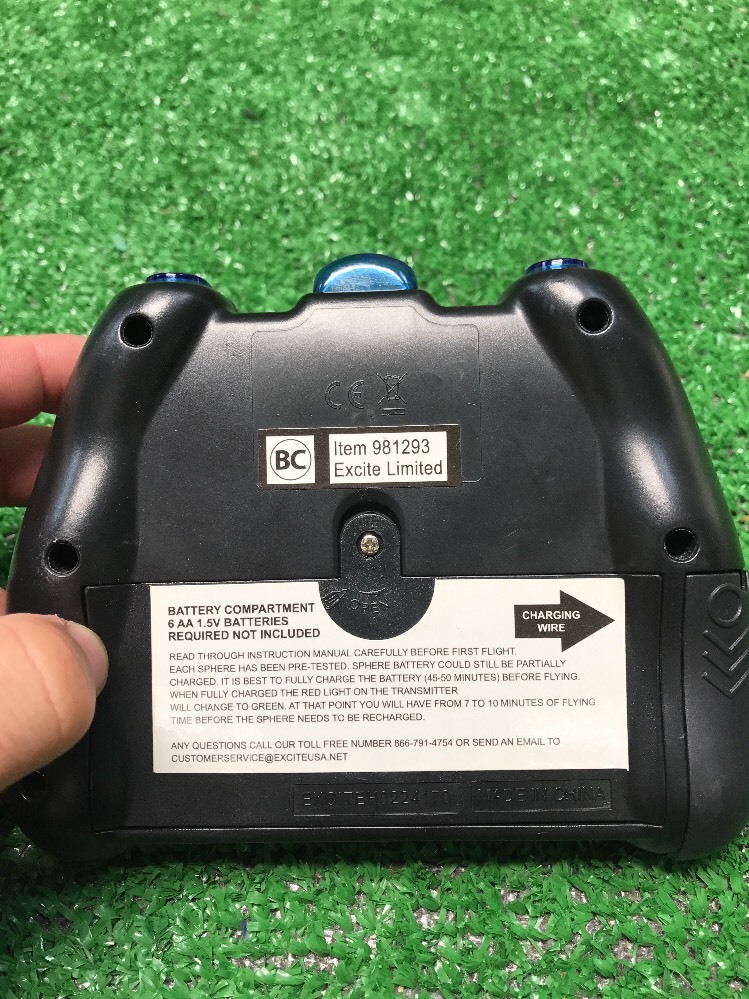 CE
BC
Item 981293
Excite Limited
OPEN
BATTERY COMPARTMENT
6 AA 1.5V BATTERIES
REQUIRED NOT INCLUDED
CHARGING
WIRE
READ THROUGH INSTRUCTION MANUAL CAREFULLY BEFORE FIRST FLIGHT.
EACH SPHERE HAS BEEN PRE-TESTED. SPHERE BATTERY COULD STILL BE PARTIALLY
CHARGED. IT IS BEST TO FULLY CHARGE THE BATTERY (45-50 MINUTES) BEFORE FLYING.
WHEN FULLY CHARGED THE RED LIGHT ON THE TRANSMITTER
WILL CHANGE TO GREEN. AT THAT POINT YOU WILL HAVE FROM 7 TO 10 MINUTES OF FLYING
TIME BEFORE THE SPHERE NEEDS TO BE RECHARGED.
ANY QUESTIONS CALL OUR TOLL FREE NUMBER 866-791-4754 OR SEND AN EMAIL TO
CUSTOMERSERVICE@EXCITEUSA.NET
MADE IN CHINA